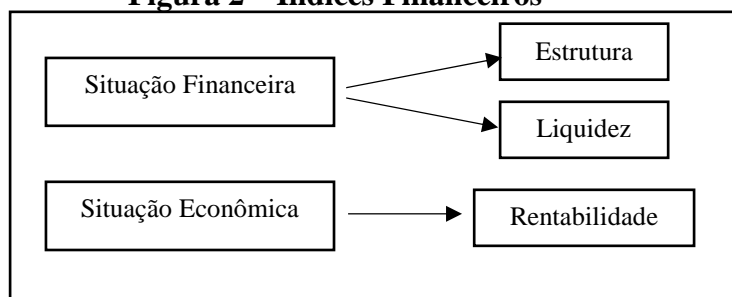 Figura 2 – Índices Financeiros
Situação Financeira
Estrutura
Liquidez
Situação Econômica
Rentabilidade